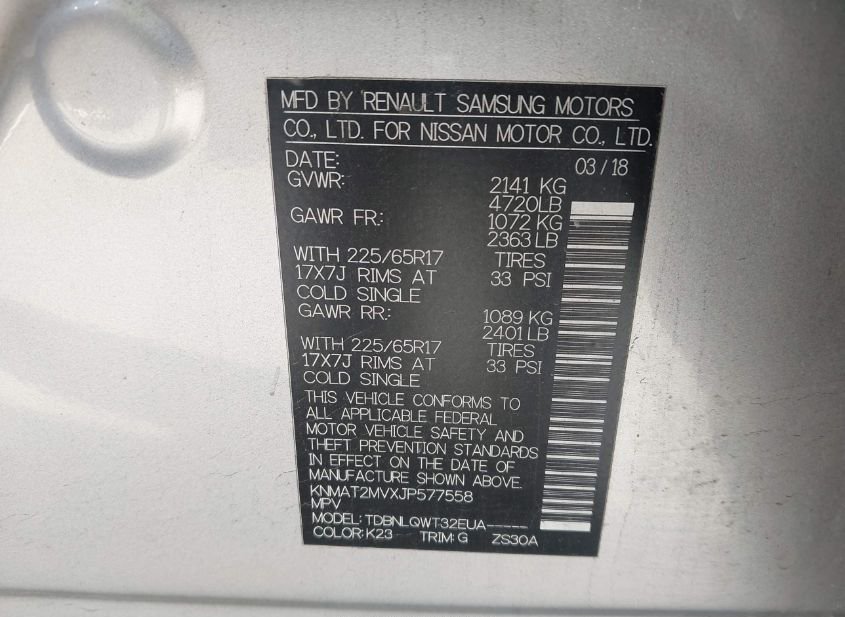 MFD BY RENAULT SAMSUNG MOTORS
CO., LTD. FOR NISSAN MOTOR CO., LTD.
DATE: 03 / 18
GVWR: 2141 KG
4720LB
GAWR FR.: 1072 KG
2363 LB
WITH 225/65R17 TIRES
17X7J RIMS AT 33 PSI
COLD SINGLE
GAWR RR.: 1089 KG
2401 LB
WITH 225/65R17 TIRES
17X7J RIMS AT 33 PSI
COLD SINGLE
THIS VEHICLE CONFORMS TO
ALL APPLICABLE FEDERAL
MOTOR VEHICLE SAFETY AND
THEFT PREVENTION STANDARDS
IN EFFECT ON THE DATE OF
MANUFACTURE SHOWN ABOVE.
KNMAT2MVXJP577558
MPV
MODEL: TDBNLQWT32EUA-----
COLOR: K23 TRIM: G ZS30A